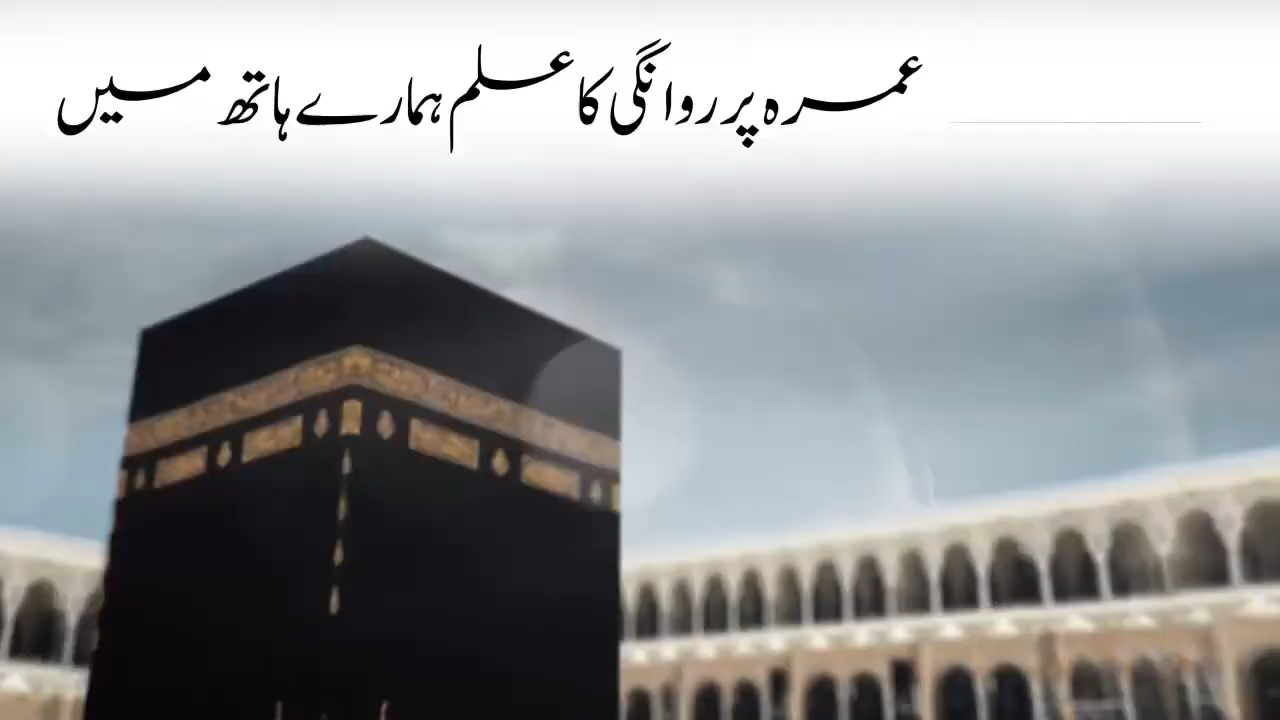 عمرہ پر روانگی کا علم ہمارے ہاتھ میں